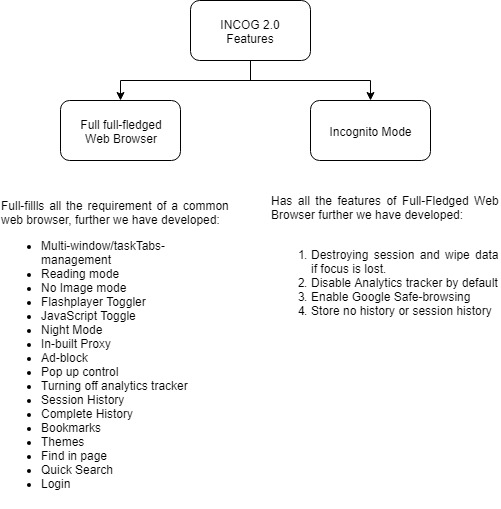 INCOG 2.0
Features
Full full-fledged
Web Browser
Incognito Mode
Full-fillls all the requirement of a common
web browser, further we have developed:
• Multi-window/taskTabs-
management
• Reading mode
• No Image mode
• Flashplayer Toggler
• JavaScript Toggle
• Night Mode
• In-built Proxy
• Ad-block
• Pop up control
• Turning off analytics tracker
• Session History
• Complete History
• Bookmarks
• Themes
• Find in page
• Quick Search
• Login
Has all the features of Full-Fledged Web
Browser further we have developed:
1. Destroying session and wipe data
if focus is lost.
2. Disable Analytics tracker by default
3. Enable Google Safe-browsing
4. Store no history or session history